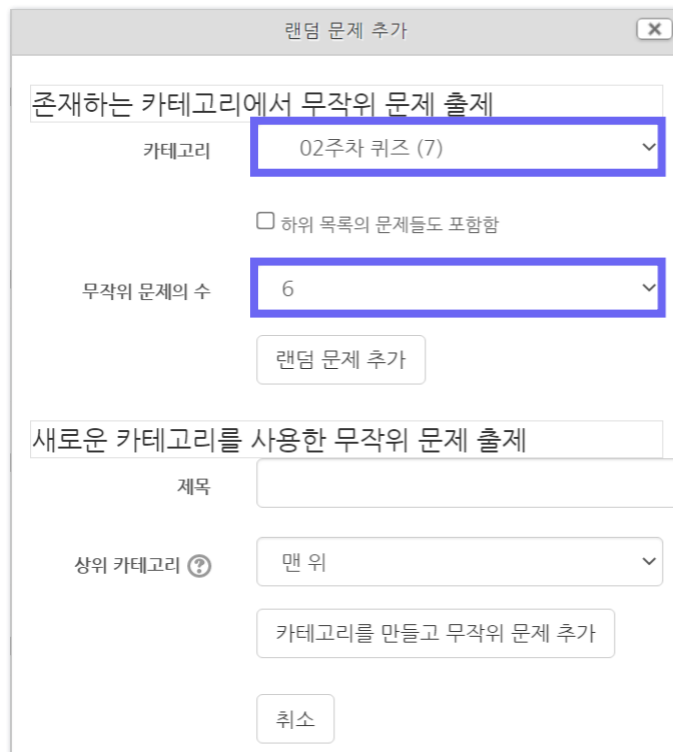 랜덤 문제 추가
존재하는 카테고리에서 무작위 문제 출제
카테고리 02주차 퀴즈 (7)
하위 목록의 문제들도 포함함
무작위 문제의 수 6
랜덤 문제 추가
새로운 카테고리를 사용한 무작위 문제 출제
제목
상위 카테고리 맨 위
카테고리를 만들고 무작위 문제 추가
취소